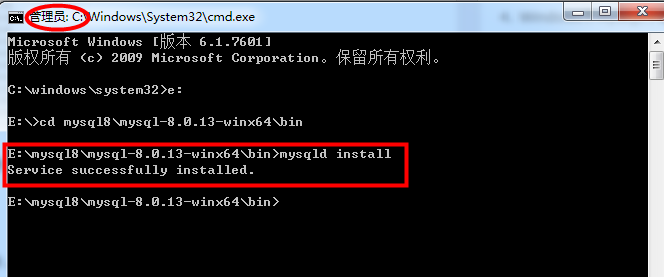 管理员: C:\Windows\System32\cmd.exe
Microsoft Windows [版本 6.1.7601]
版权所有 (c) 2009 Microsoft Corporation。保留所有权利。
C:\windows\system32>e:
E:\>cd mysql8\mysql-8.0.13-winx64\bin
E:\mysql8\mysql-8.0.13-winx64\bin>mysqld install
Service successfully installed.
E:\mysql8\mysql-8.0.13-winx64\bin>